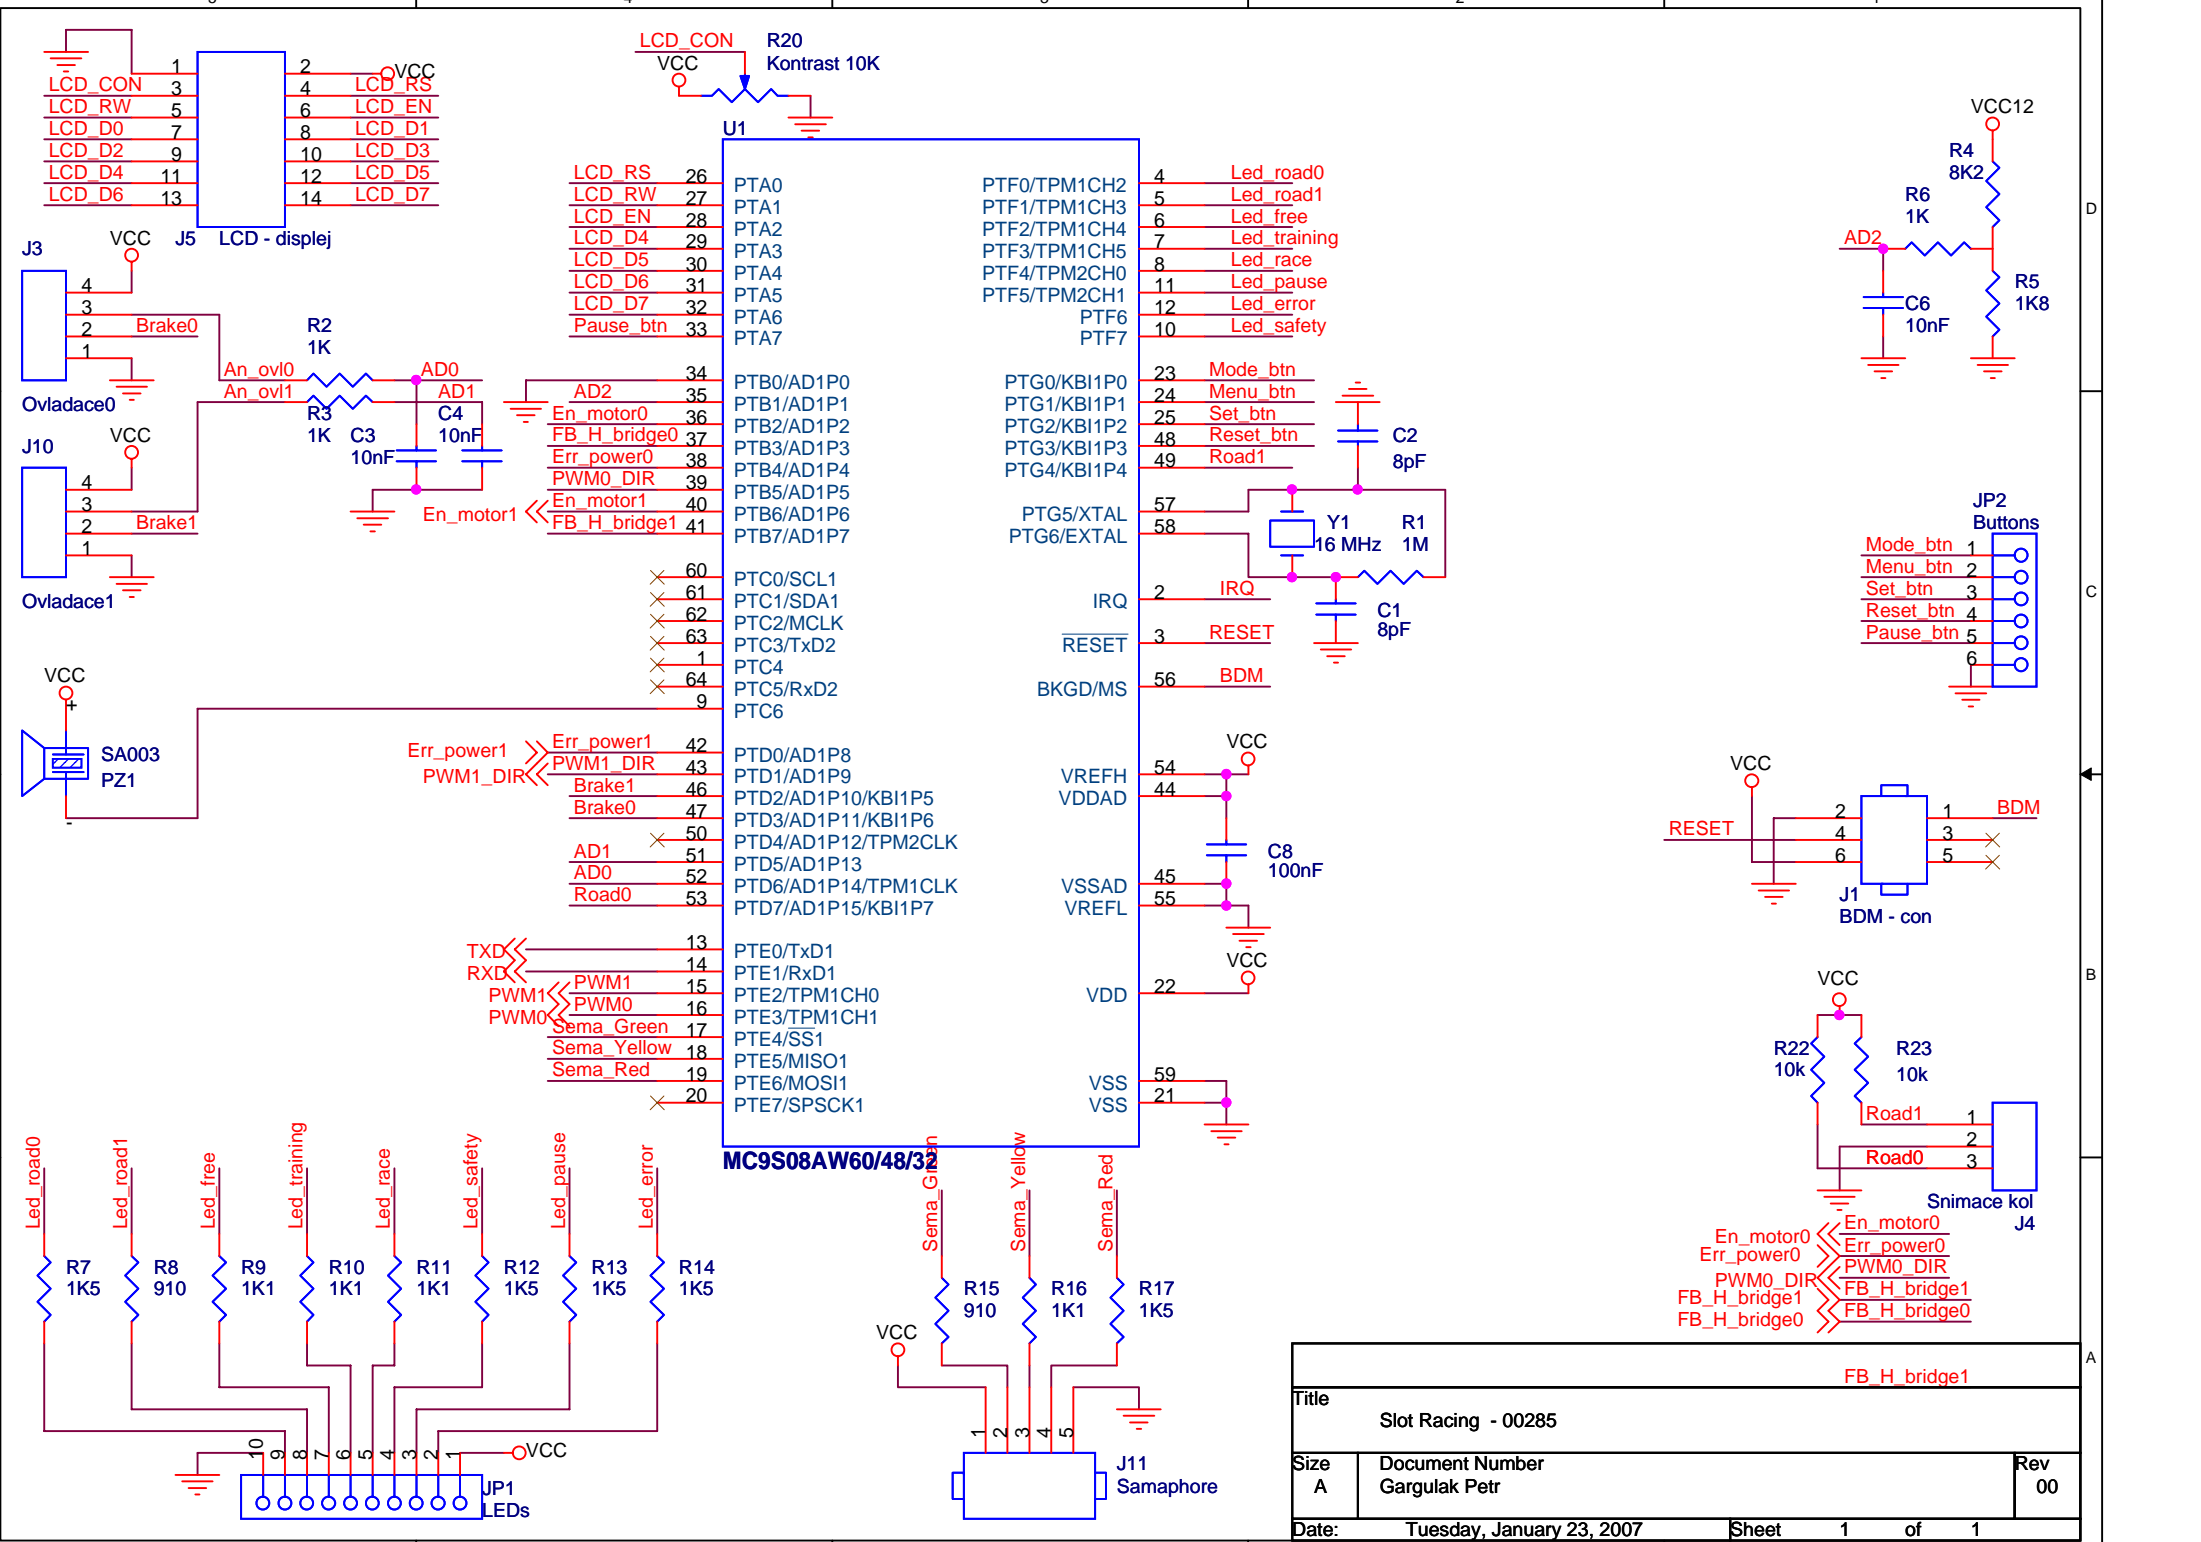 LCD_CON
R20
Kontrast 10K
VCC
1
2
VCC
LCD_CON
3
4
LCD_RS
LCD_RW
5
6
LCD_EN
LCD_D0
7
8
LCD_D1
LCD_D2
9
10
LCD_D3
LCD_D4
11
12
LCD_D5
LCD_D6
13
14
LCD_D7
J5
LCD - displej
J3
VCC
4
3
2
Brake0
1
Ovladace0
J10
VCC
4
3
2
Brake1
1
Ovladace1
R2
1K
An_ovl0
AD0
An_ovl1
AD1
R3
1K
C3
10nF
C4
10nF
VCC
+
-
SA003
PZ1
U1
LCD_RS 26 PTA0
LCD_RW 27 PTA1
LCD_EN 28 PTA2
LCD_D4 29 PTA3
LCD_D5 30 PTA4
LCD_D6 31 PTA5
LCD_D7 32 PTA6
Pause_btn 33 PTA7
34 PTB0/AD1P0
AD2 35 PTB1/AD1P1
En_motor0 36 PTB2/AD1P2
FB_H_bridge0 37 PTB3/AD1P3
Err_power0 38 PTB4/AD1P4
PWM0_DIR 39 PTB5/AD1P5
En_motor1 En_motor1 40 PTB6/AD1P6
FB_H_bridge1 41 PTB7/AD1P7
60 PTC0/SCL1
61 PTC1/SDA1
62 PTC2/MCLK
63 PTC3/TxD2
1 PTC4
64 PTC5/RxD2
9 PTC6
Err_power1 Err_power1 42 PTD0/AD1P8
PWM1_DIR PWM1_DIR 43 PTD1/AD1P9
Brake1 46 PTD2/AD1P10/KBI1P5
Brake0 47 PTD3/AD1P11/KBI1P6
50 PTD4/AD1P12/TPM2CLK
AD1 51 PTD5/AD1P13
AD0 52 PTD6/AD1P14/TPM1CLK
Road0 53 PTD7/AD1P15/KBI1P7
TXD 13 PTE0/TxD1
RXD 14 PTE1/RxD1
PWM1 PWM1 15 PTE2/TPM1CH0
PWM0 PWM0 16 PTE3/TPM1CH1
Sema_Green 17 PTE4/SS1
Sema_Yellow 18 PTE5/MISO1
Sema_Red 19 PTE6/MOSI1
20 PTE7/SPSCK1
PTF0/TPM1CH2 4 Led_road0
PTF1/TPM1CH3 5 Led_road1
PTF2/TPM1CH4 6 Led_free
PTF3/TPM1CH5 7 Led_training
PTF4/TPM2CH0 8 Led_race
PTF5/TPM2CH1 11 Led_pause
PTF6 12 Led_error
PTF7 10 Led_safety
PTG0/KBI1P0 23 Mode_btn
PTG1/KBI1P1 24 Menu_btn
PTG2/KBI1P2 25 Set_btn
PTG3/KBI1P3 48 Reset_btn
PTG4/KBI1P4 49 Road1
PTG5/XTAL 57
PTG6/EXTAL 58
IRQ 2 IRQ
RESET 3 RESET
BKGD/MS 56 BDM
VREFH 54
VDDAD 44
VSSAD 45
VREFL 55
VDD 22
VSS 59
VSS 21
MC9S08AW60/48/32
C2
8pF
Y1
16 MHz
R1
1M
C1
8pF
VCC
C8
100nF
VCC
VCC12
R4
8K2
R6
1K
AD2
C6
10nF
R5
1K8
D
C
B
A
JP2
Buttons
Mode_btn 1
Menu_btn 2
Set_btn 3
Reset_btn 4
Pause_btn 5
6
VCC
2
1
BDM
RESET
4
3
6
5
J1
BDM - con
VCC
R22
10k
R23
10k
Road1 1
2
Road0 3
Snimace kol
J4
En_motor0 En_motor0
Err_power0 Err_power0
PWM0_DIR PWM0_DIR
FB_H_bridge1 FB_H_bridge1
FB_H_bridge0 FB_H_bridge0
Led_road0
Led_road1
Led_free
Led_training
Led_race
Led_safety
Led_pause
Led_error
R7
1K5
R8
910
R9
1K1
R10
1K1
R11
1K1
R12
1K5
R13
1K5
R14
1K5
10 9 8 7 6 5 4 3 2 1
VCC
JP1
LEDs
Sema_Green
Sema_Yellow
Sema_Red
R15
910
R16
1K1
R17
1K5
VCC
1 2 3 4 5
J11
Samaphore
FB_H_bridge1
Title
Slot Racing - 00285
Size
A
Document Number
Gargulak Petr
Rev
00
Date:
Tuesday, January 23, 2007
Sheet 1 of 1